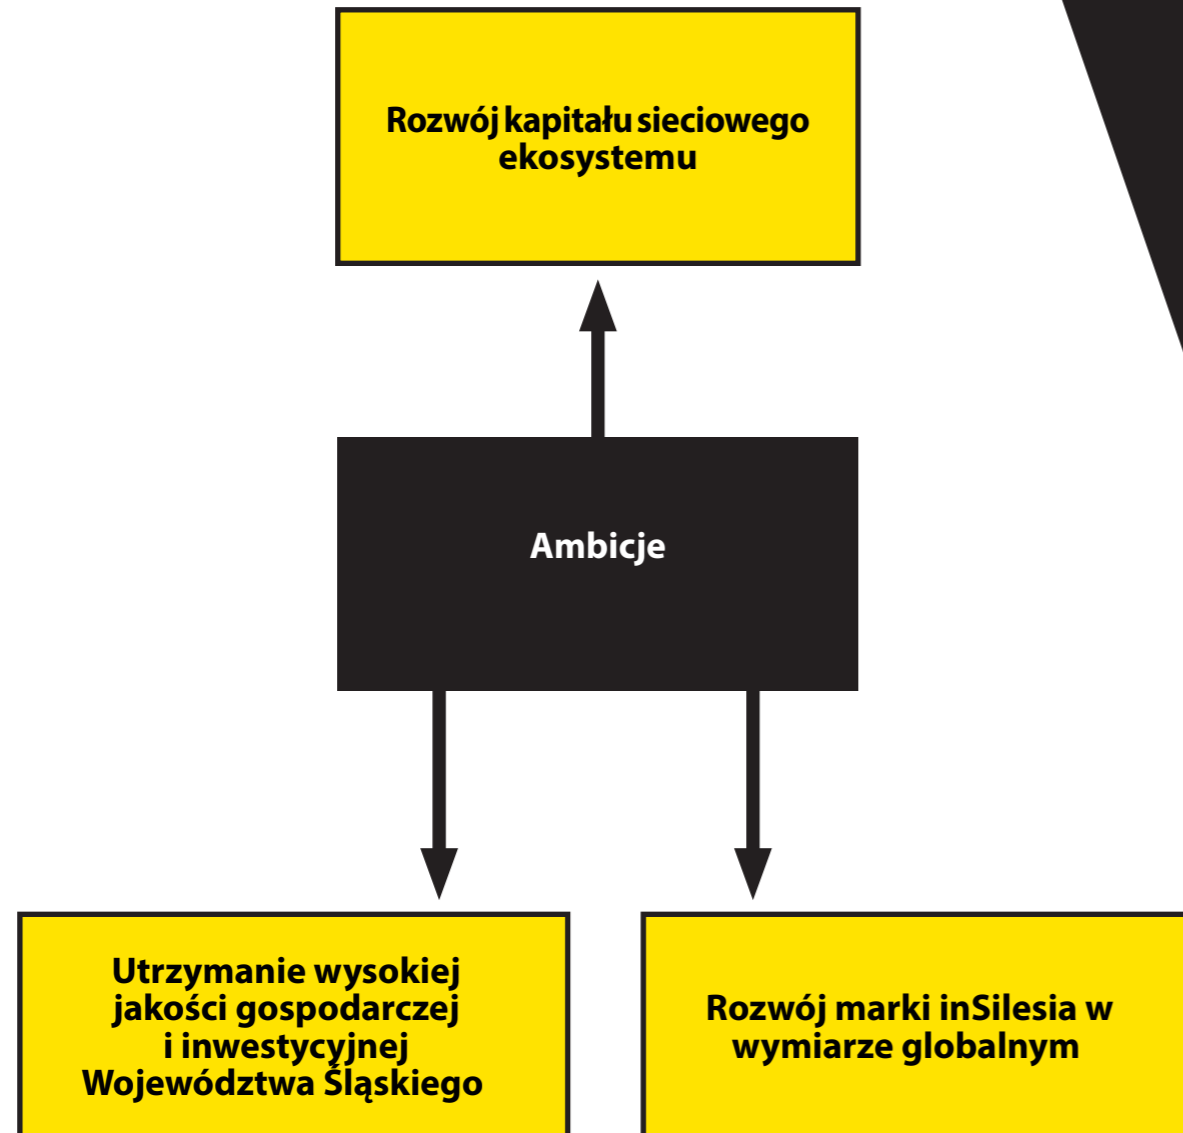 Rozwój kapitału sieciowego
ekosystemu
Ambicje
Utrzymanie wysokiej
jakości gospodarczej
i inwestycyjnej
Województwa Śląskiego
Rozwój marki inSilesia w
wymiarze globalnym